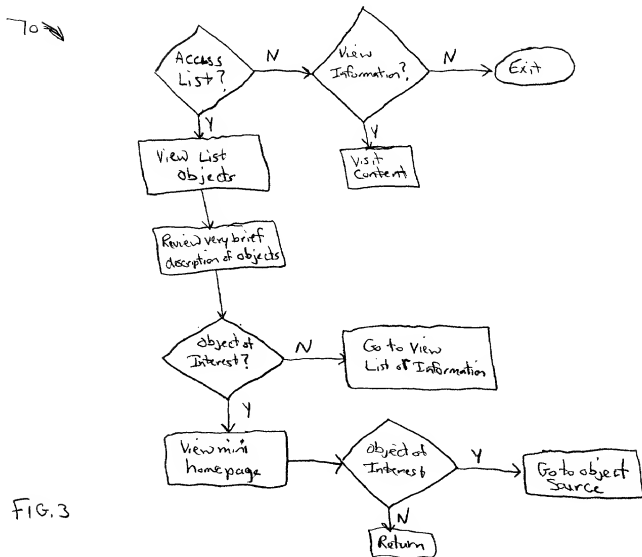 70
Access
List?
N
View
Information?
N
Exit
Y
Y
View List
Objects
Visit
Content
Review very brief
description of objects
Object of
Interest?
N
Go to View
List of Information
Y
View mini
homepage
Object of
Interest
Y
Go to object
Source
N
Return
FIG. 3